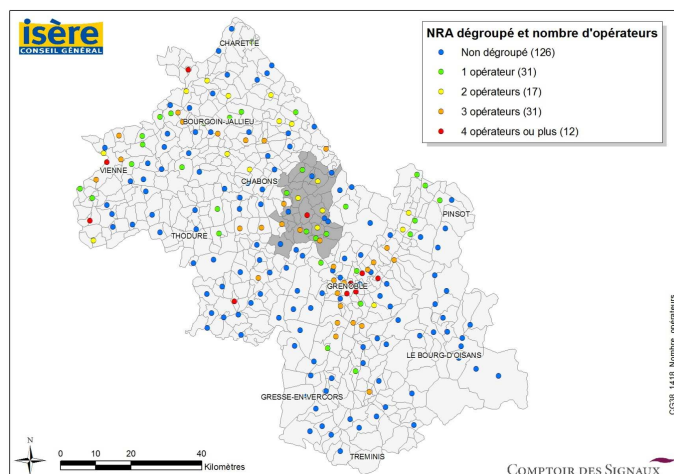 isère
CONSEIL GÉNÉRAL
NRA dégroupé et nombre d'opérateurs
Non dégroupé (126)
1 opérateur (31)
2 opérateurs (17)
3 opérateurs (31)
4 opérateurs ou plus (12)
CHARETTE
BOURGOIN-JALLIEU
VIENNE
CHABONS
PINSOT
THODURE
GRENOBLE
LE BOURG-D'OISANS
GRESSE-EN-VERCORS
TREMINIS
N
0 10 20 40
Kilomètres
CG38_1418_Nombre_opérateurs
COMPTOIR DES SIGNAUX